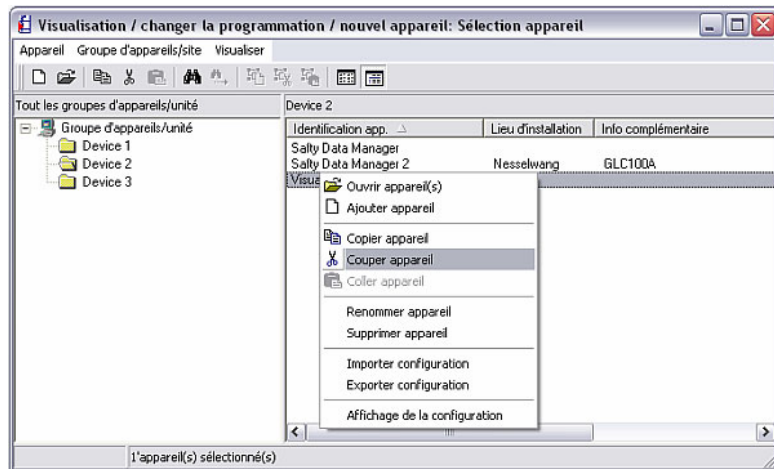 Visualisation / changer la programmation / nouvel appareil: Sélection appareil
Appareil Groupe d'appareils/site Visualiser
Tout les groupes d'appareils/unité
Device 2
Groupe d'appareils/unité
Device 1
Device 2
Device 3
Identification app. Lieu d'installation Info complémentaire
Salty Data Manager
Salty Data Manager 2 Nesselwang GLC100A
Ouvrir appareil(s)
Ajouter appareil
Copier appareil
Couper appareil
Coller appareil
Renommer appareil
Supprimer appareil
Importer configuration
Exporter configuration
Affichage de la configuration
1'appareil(s) sélectionné(s)